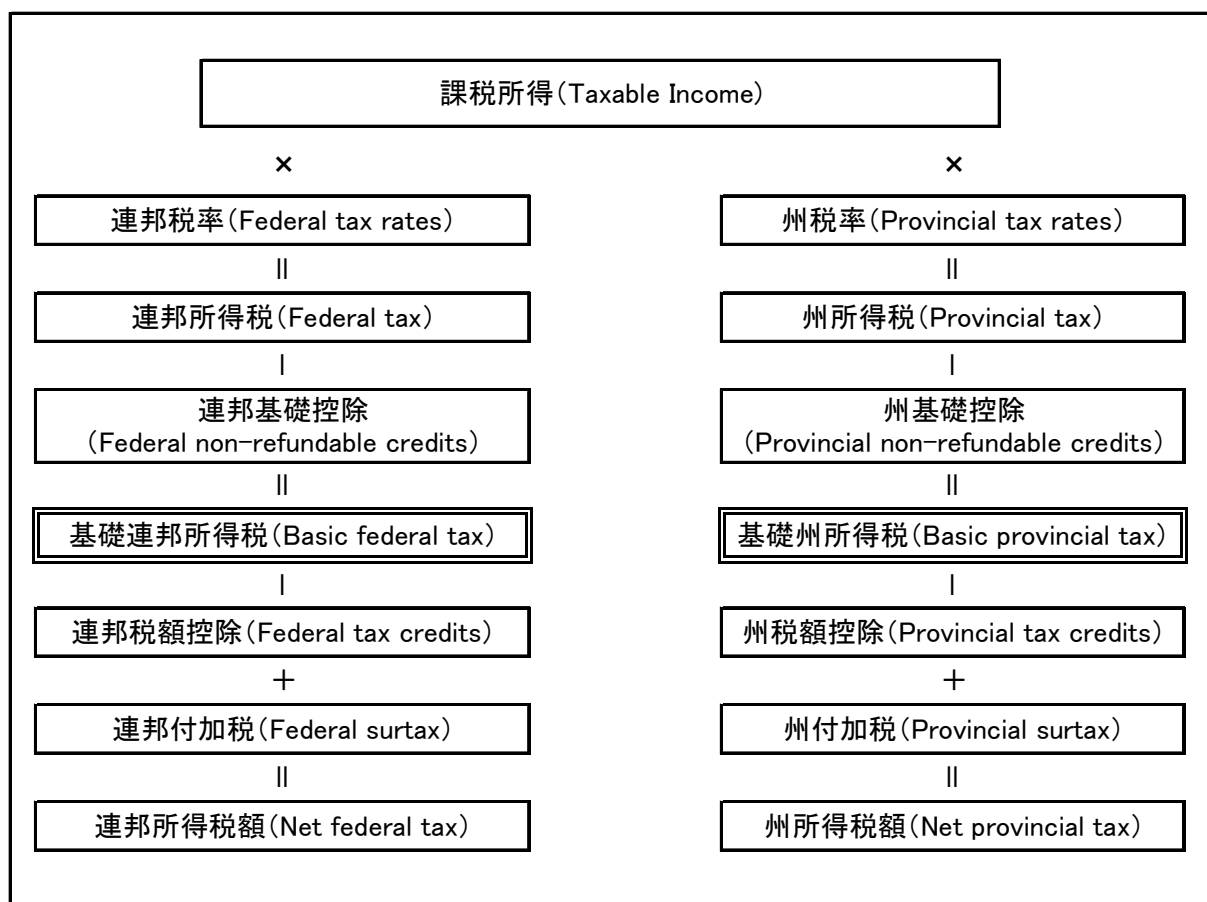 課税所得（Taxable Income）
× ×
連邦税率（Federal tax rates） 州税率（Provincial tax rates）
॥ ॥
連邦所得税（Federal tax） 州所得税（Provincial tax）
｜ ｜
連邦基礎控除 州基礎控除
（Federal non-refundable credits） （Provincial non-refundable credits）
॥ ॥
基礎連邦所得税（Basic federal tax） 基礎州所得税（Basic provincial tax）
｜ ｜
連邦税額控除（Federal tax credits） 州税額控除（Provincial tax credits）
＋ ＋
連邦付加税（Federal surtax） 州付加税（Provincial surtax）
॥ ॥
連邦所得税額（Net federal tax） 州所得税額（Net provincial tax）